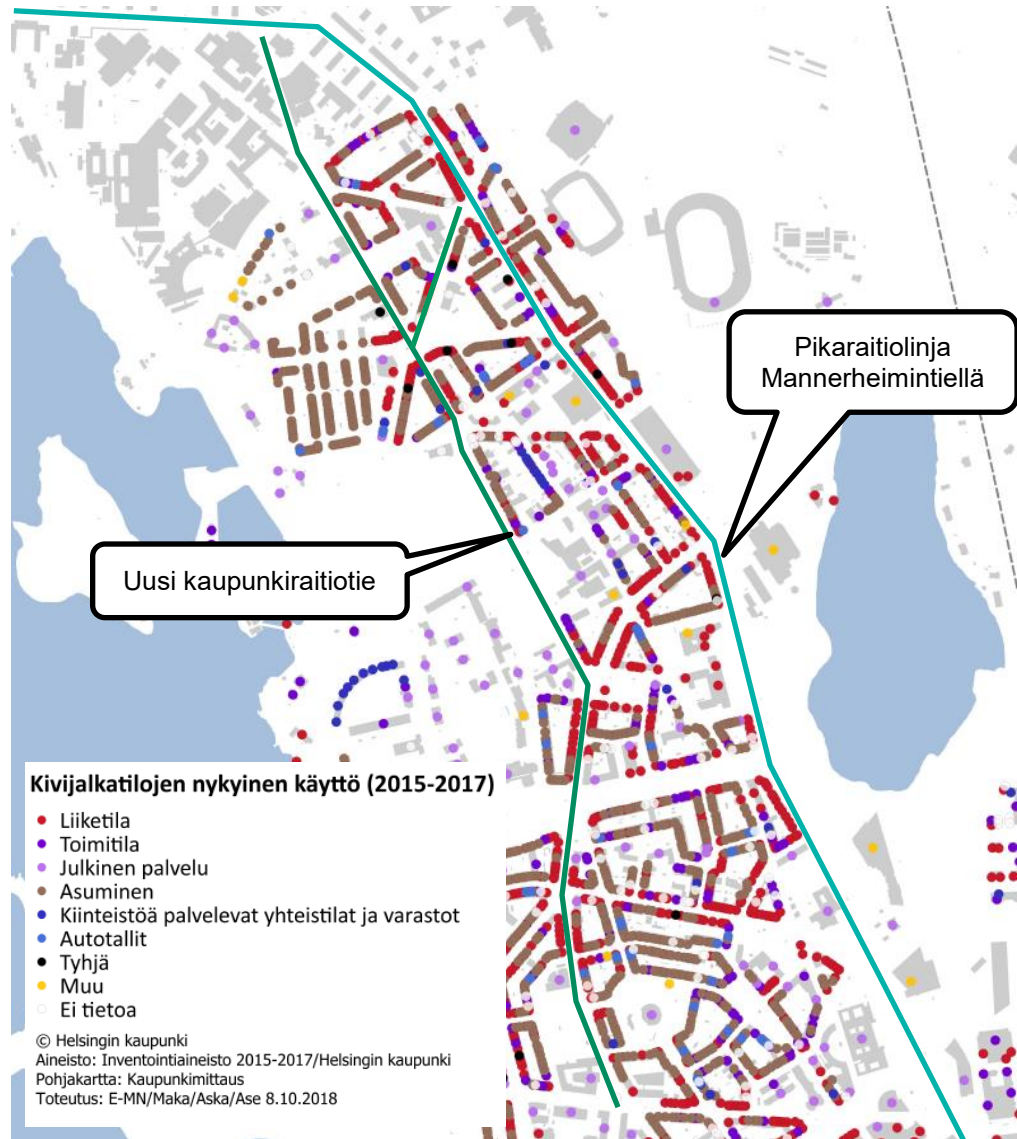 Pikaraitiolinja
Mannerheimintiellä
Uusi kaupunkiraitiotie
Kivijalkatilojen nykyinen käyttö (2015-2017)
Liiketila
Toimitila
Julkinen palvelu
Asuminen
Kiinteistöä palvelevat yhteistilat ja varastot
Autotallit
Tyhjä
Muu
Ei tietoa
© Helsingin kaupunki
Aineisto: Inventointiaineisto 2015-2017/Helsingin kaupunki
Pohjakartta: Kaupunkimittaus
Toteutus: E-MN/Maka/Aska/Ase 8.10.2018